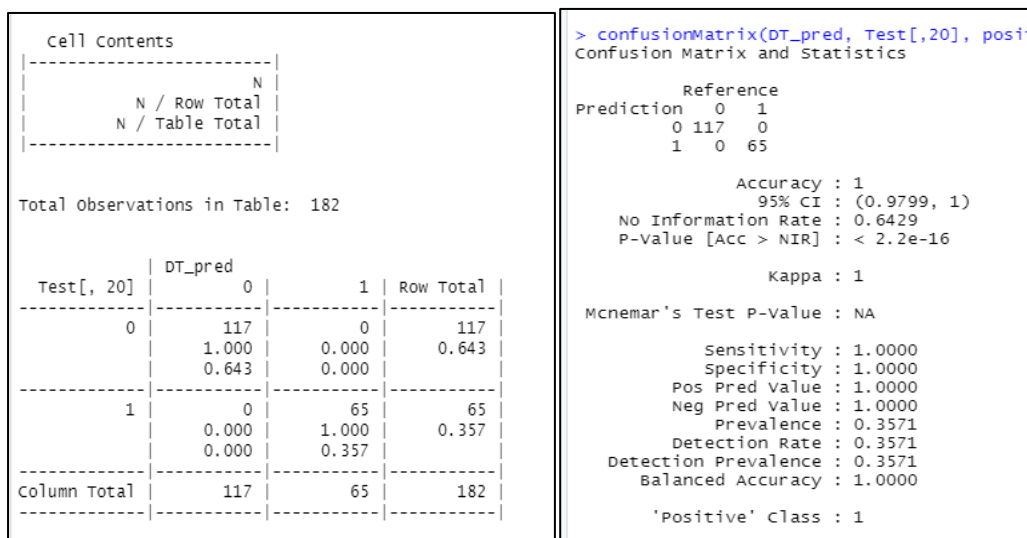 Cell Contents
|-------------------------|
|                       N |
|         N / Row Total |
|       N / Table Total |
|-------------------------|
Total Observations in Table:  182
| DT_pred
Test[, 20] |         0 |         1 | Row Total |
-------------|-----------|-----------|-----------|
0 |       117 |         0 |       117 |
|     1.000 |     0.000 |     0.643 |
|     0.643 |     0.000 |           |
-------------|-----------|-----------|-----------|
1 |         0 |        65 |        65 |
|     0.000 |     1.000 |     0.357 |
|     0.000 |     0.357 |           |
-------------|-----------|-----------|-----------|
Column Total |       117 |        65 |       182 |
-------------|-----------|-----------|-----------|
> confusionMatrix(DT_pred, Test[,20], posi
Confusion Matrix and Statistics
Reference
Prediction   0   1
0 117   0
1   0  65
Accuracy : 1
95% CI : (0.9799, 1)
No Information Rate : 0.6429
P-Value [Acc > NIR] : < 2.2e-16
Kappa : 1
Mcnemar's Test P-Value : NA
Sensitivity : 1.0000
Specificity : 1.0000
Pos Pred Value : 1.0000
Neg Pred Value : 1.0000
Prevalence : 0.3571
Detection Rate : 0.3571
Detection Prevalence : 0.3571
Balanced Accuracy : 1.0000
'Positive' Class : 1